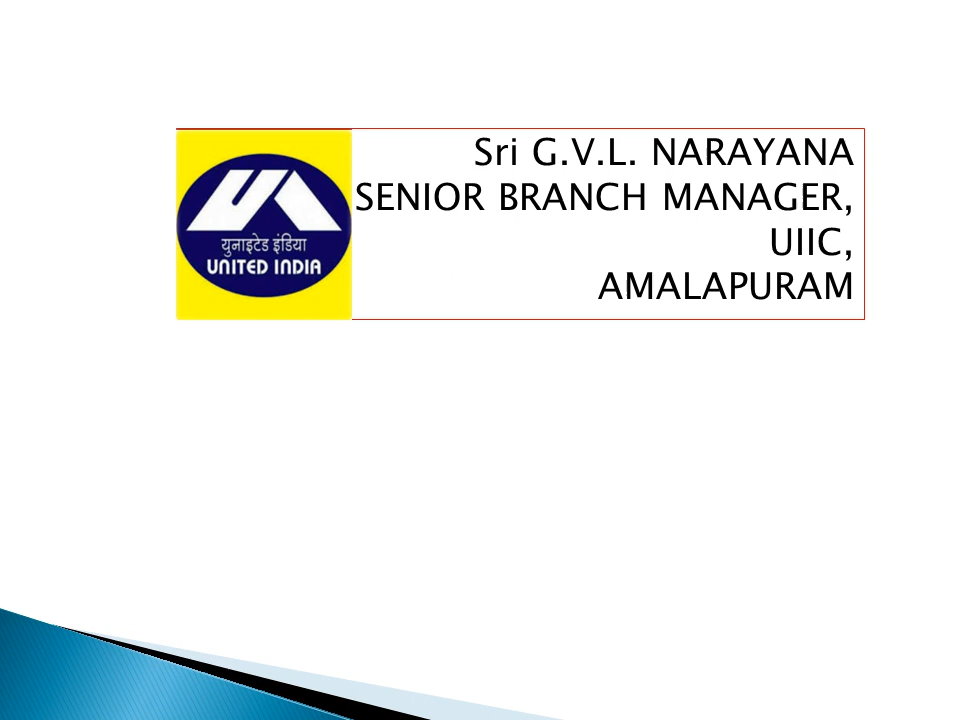 Sri G.V.L. NARAYANA
SENIOR BRANCH MANAGER,
UIIC,
AMALAPURAM
युनाइटेड इंडिया
UNITED INDIA